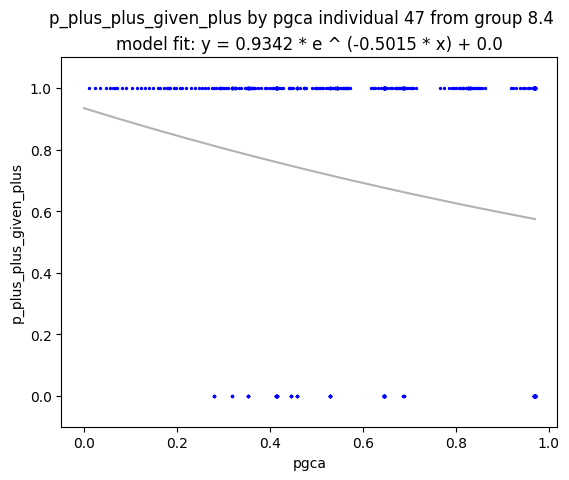 p_plus_plus_given_plus by pgca individual 47 from group 8.4
model fit: y = 0.9342 * e ^ (-0.5015 * x) + 0.0
1.0
0.8
0.6
0.4
0.2
0.0
p_plus_plus_given_plus
0.0 0.2 0.4 0.6 0.8 1.0
pgca